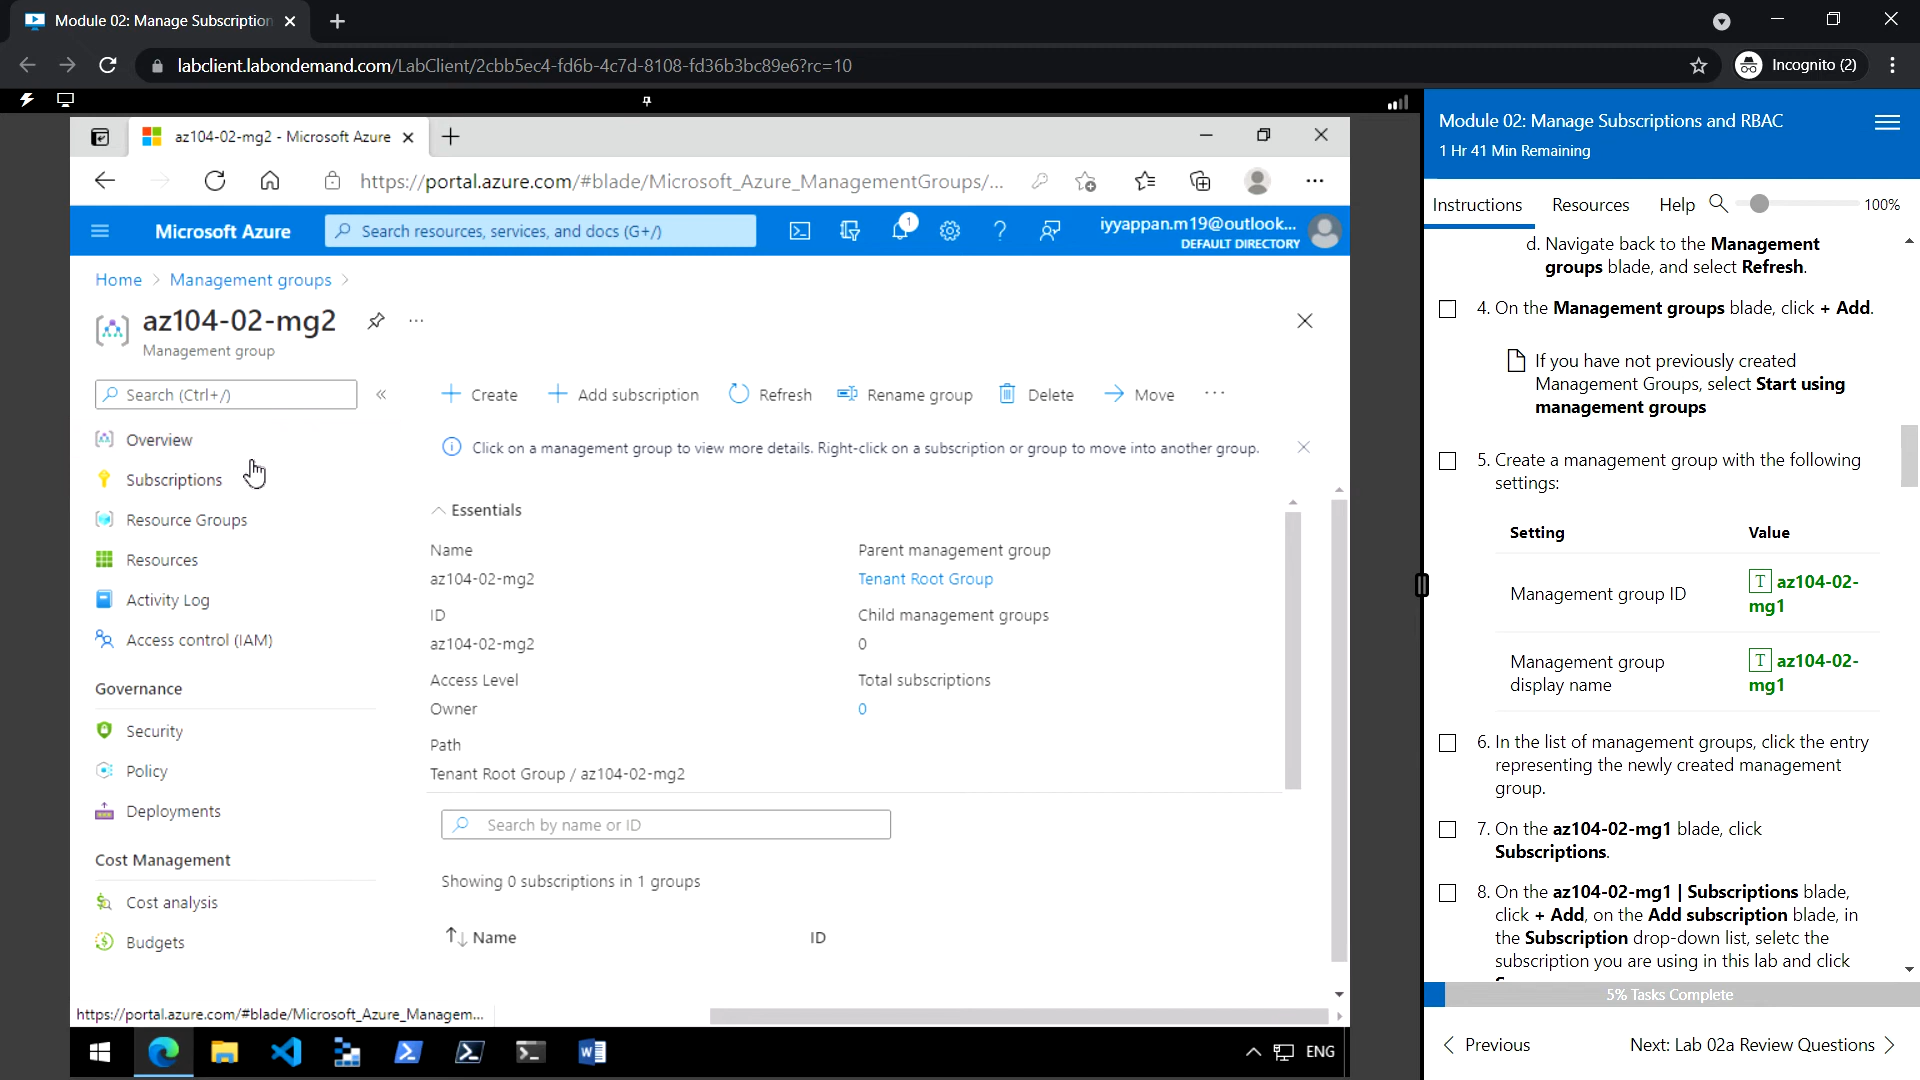 Module 02: Manage Subscription
labclient.labondemand.com/LabClient/2cbb5ec4-fd6b-4c7d-8108-fd36b3bc89e6?rc=10
Incognito (2)
az104-02-mg2 - Microsoft Azure
https://portal.azure.com/#blade/Microsoft_Azure_ManagementGroups/...
Microsoft Azure
Search resources, services, and docs (G+/)
1
iyyappan.m19@outlook...
DEFAULT DIRECTORY
Home > Management groups >
az104-02-mg2
Management group
Search (Ctrl+/)
Overview
Subscriptions
Resource Groups
Resources
Activity Log
Access control (IAM)
Governance
Security
Policy
Deployments
Cost Management
Cost analysis
Budgets
Create
Add subscription
Refresh
Rename group
Delete
Move
Click on a management group to view more details. Right-click on a subscription or group to move into another group.
Essentials
Name
az104-02-mg2
ID
az104-02-mg2
Access Level
Owner
Path
Tenant Root Group / az104-02-mg2
Parent management group
Tenant Root Group
Child management groups
0
Total subscriptions
0
Search by name or ID
Showing 0 subscriptions in 1 groups
Name ID
https://portal.azure.com/#blade/Microsoft_Azure_Managem...
ENG
Module 02: Manage Subscriptions and RBAC
1 Hr 41 Min Remaining
Instructions Resources Help 100%
d. Navigate back to the Management
groups blade, and select Refresh.
4. On the Management groups blade, click + Add.
If you have not previously created
Management Groups, select Start using
management groups
5. Create a management group with the following
settings:
Setting Value
Management group ID
T az104-02-
mg1
Management group
display name
T az104-02-
mg1
6. In the list of management groups, click the entry
representing the newly created management
group.
7. On the az104-02-mg1 blade, click
Subscriptions.
8. On the az104-02-mg1 | Subscriptions blade,
click + Add, on the Add subscription blade, in
the Subscription drop-down list, seletc the
subscription you are using in this lab and click
5% Tasks Complete
Previous
Next: Lab 02a Review Questions